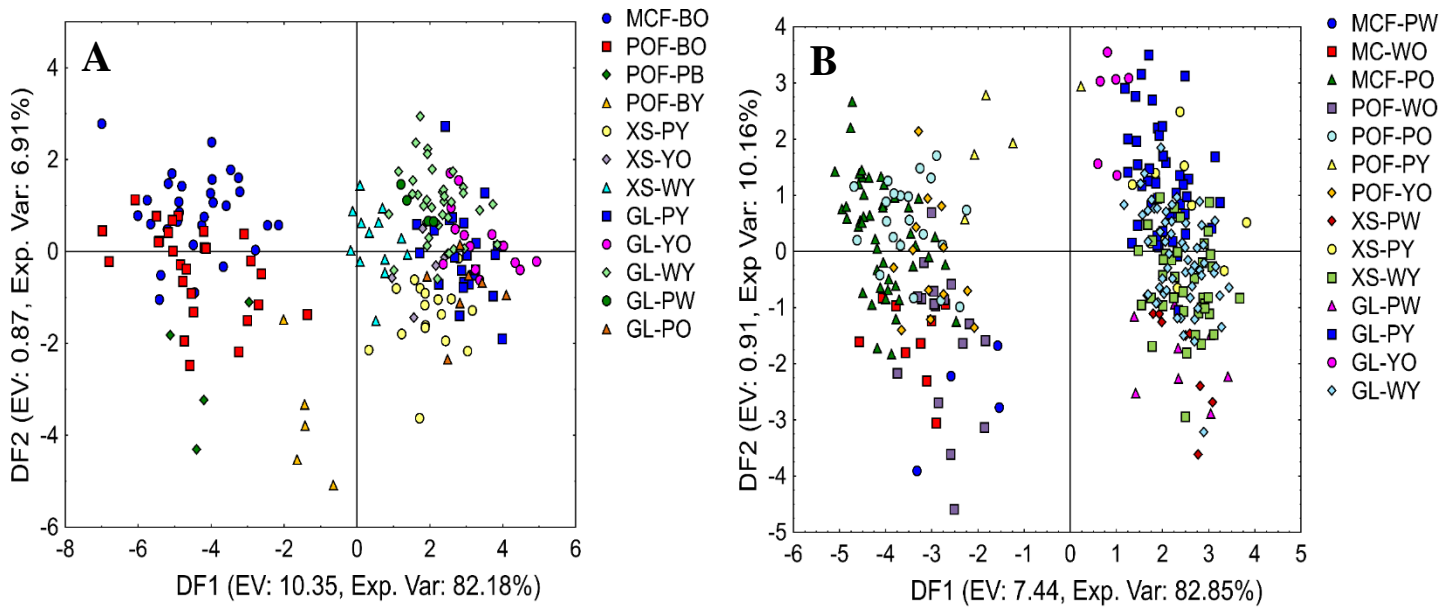 A
4
2
0
-2
-4
-6
-8
-6
-4
-2
0
2
4
6
DF2 (EV: 0.87, Exp. Var: 6.91%)
DF1 (EV: 10.35, Exp. Var: 82.18%)
MCF-BO
POF-BO
POF-PB
POF-BY
XS-PY
XS-YO
XS-WY
GL-PY
GL-YO
GL-WY
GL-PW
GL-PO
B
4
3
2
1
0
-1
-2
-3
-4
-5
-6
-5
-4
-3
-2
-1
0
1
2
3
4
5
DF2 (EV: 0.91, Exp Var: 10.16%)
DF1 (EV: 7.44, Exp. Var: 82.85%)
MCF-PW
MC-WO
MCF-PO
POF-WO
POF-PO
POF-PY
POF-YO
XS-PW
XS-PY
XS-WY
GL-PW
GL-PY
GL-YO
GL-WY